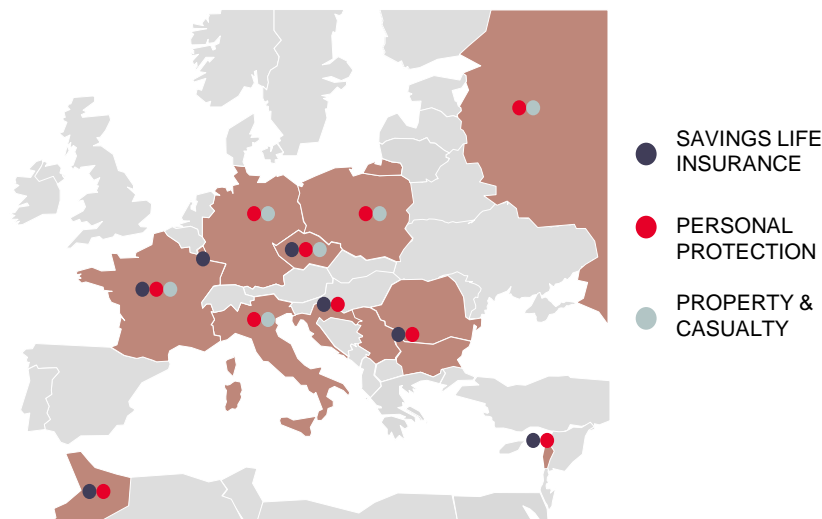 SAVINGS LIFE
INSURANCE
PERSONAL
PROTECTION
PROPERTY &
CASUALTY